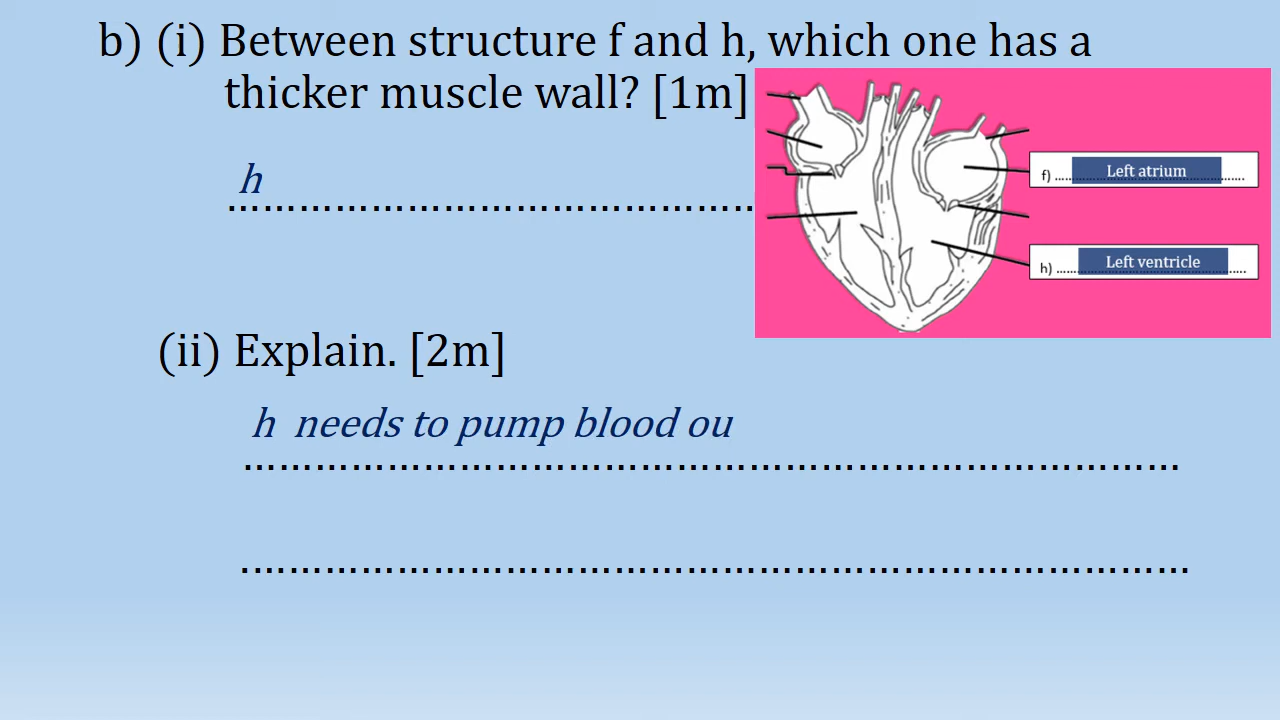 b) (i) Between structure f and h, which one has a
thicker muscle wall? [1m]
h
……………………………………
f) ........................................
Left atrium
h) ........................................
Left ventricle
(ii) Explain. [2m]
h needs to pump blood ou
……………………………………………………………………
.……………………………………………………………………